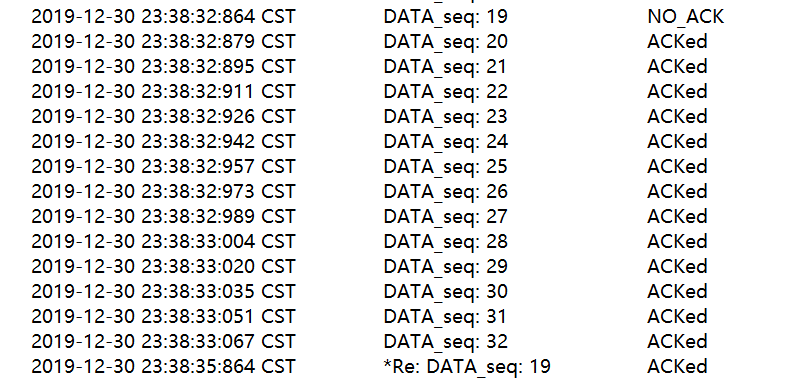 2019-12-30 23:38:32:864 CST DATA_seq: 19 NO_ACK
2019-12-30 23:38:32:879 CST DATA_seq: 20 ACKed
2019-12-30 23:38:32:895 CST DATA_seq: 21 ACKed
2019-12-30 23:38:32:911 CST DATA_seq: 22 ACKed
2019-12-30 23:38:32:926 CST DATA_seq: 23 ACKed
2019-12-30 23:38:32:942 CST DATA_seq: 24 ACKed
2019-12-30 23:38:32:957 CST DATA_seq: 25 ACKed
2019-12-30 23:38:32:973 CST DATA_seq: 26 ACKed
2019-12-30 23:38:32:989 CST DATA_seq: 27 ACKed
2019-12-30 23:38:33:004 CST DATA_seq: 28 ACKed
2019-12-30 23:38:33:020 CST DATA_seq: 29 ACKed
2019-12-30 23:38:33:035 CST DATA_seq: 30 ACKed
2019-12-30 23:38:33:051 CST DATA_seq: 31 ACKed
2019-12-30 23:38:33:067 CST DATA_seq: 32 ACKed
2019-12-30 23:38:35:864 CST *Re: DATA_seq: 19 ACKed